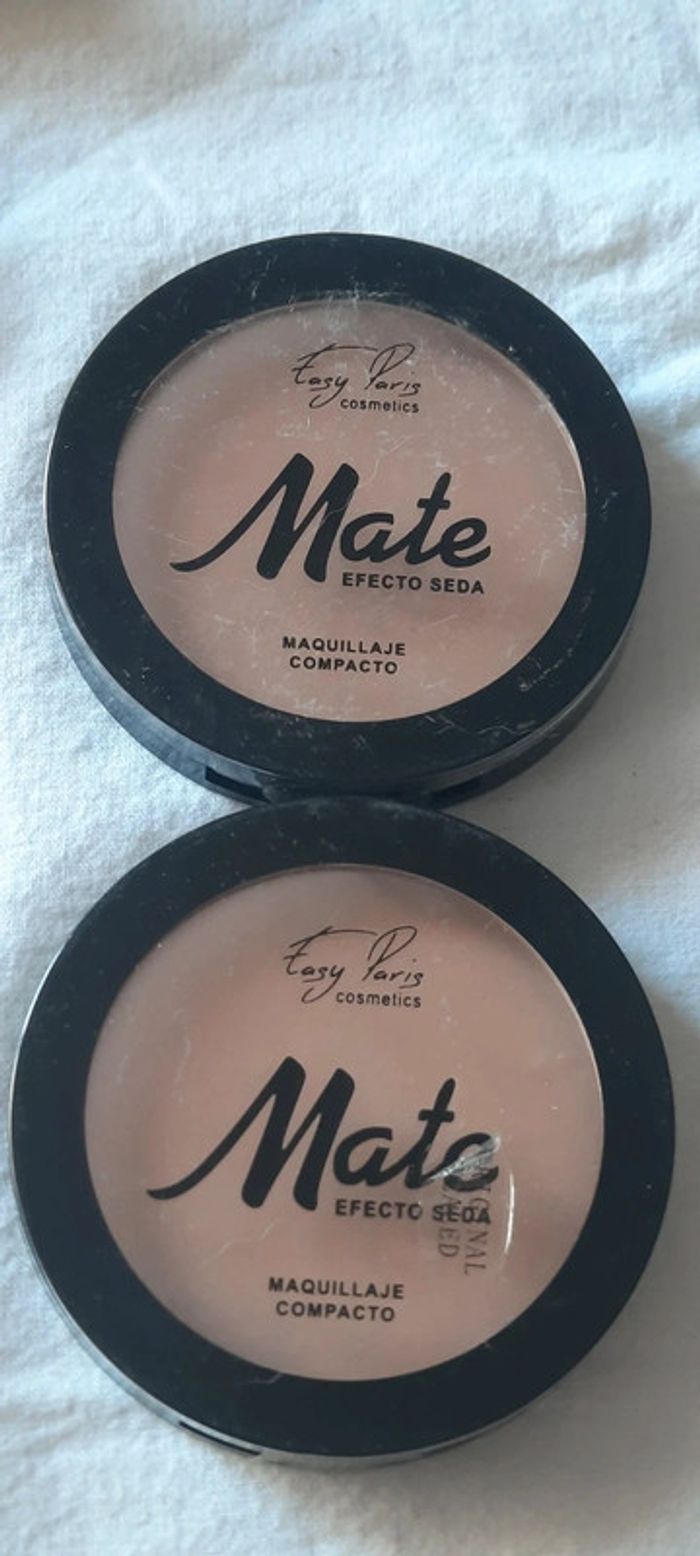 Easy Paris
cosmetics
Mate
EFECTO SEDA
MAQUILLAJE
COMPACTO
Easy Paris
cosmetics
Mate
EFECTO SEDA
MAQUILLAJE
COMPACTO